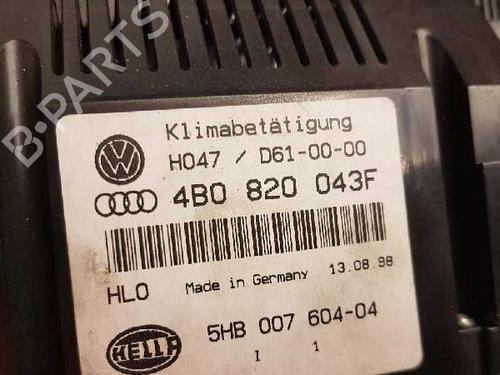 B-PARTS
Klimabetätigung
H047 / D61-00-00
4B0 820 043F
HLO Made in Germany 13.08.98
HELLA
5HB 007 604-04
I 1